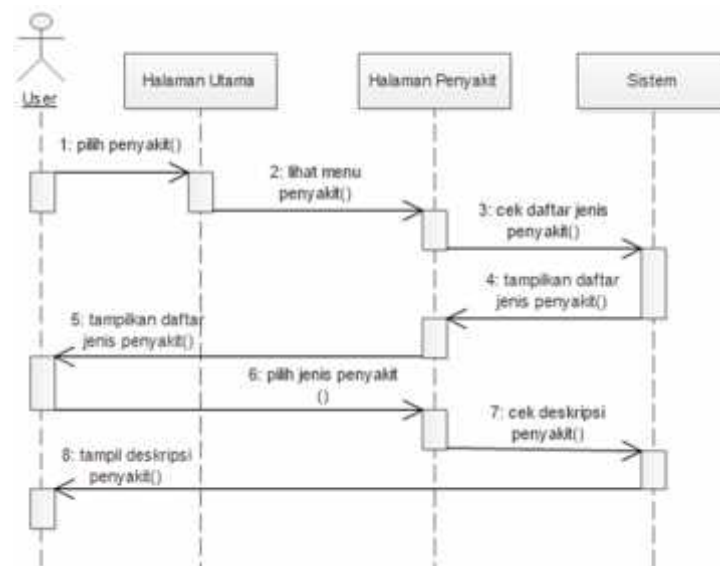 User
Halaman Utama
Halaman Penyakit
Sistem
1: pilih penyakit()
2: lihat menu
penyakit()
3: cek daftar jenis
penyakit()
4: tampilkan daftar
jenis penyakit()
5: tampilkan daftar
jenis penyakit()
6: pilih jenis penyakit
()
7: cek deskripsi
penyakit()
8: tampil deskripsi
penyakit()